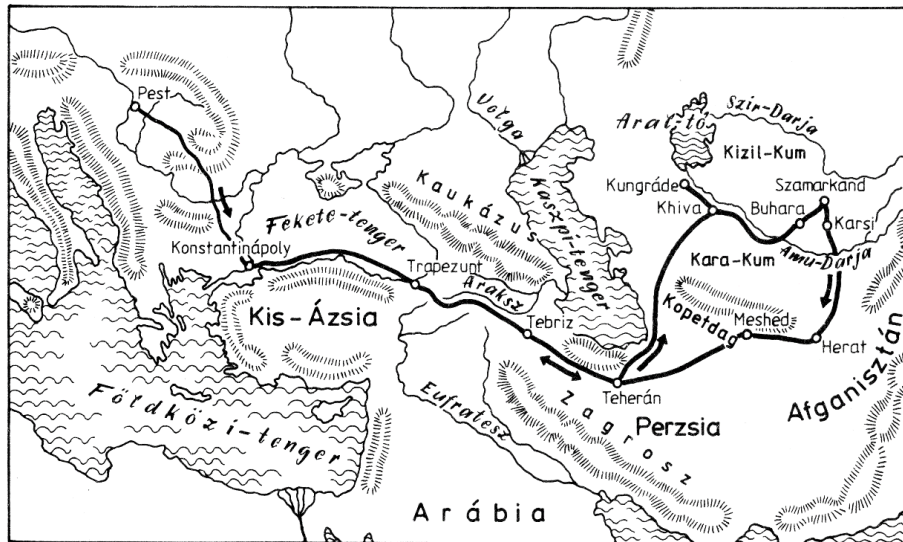 Pest
Volga
Aral-tó
Szir-Darja
Kizil-Kum
Kungráde
Szamarkand
Khiva
Buhara
Karsi
Kaukázus
Kaszpi-tenger
Fekete-tenger
Konstantinápoly
Trapezunt
Araksz
Kara-Kum
Amu-Darja
Kis-Ázsia
Tebriz
Kopetdag
Meshed
Herat
Teherán
Afganisztán
Földközi-tenger
Eufratesz
Zagrosz
Perzsia
Arábia